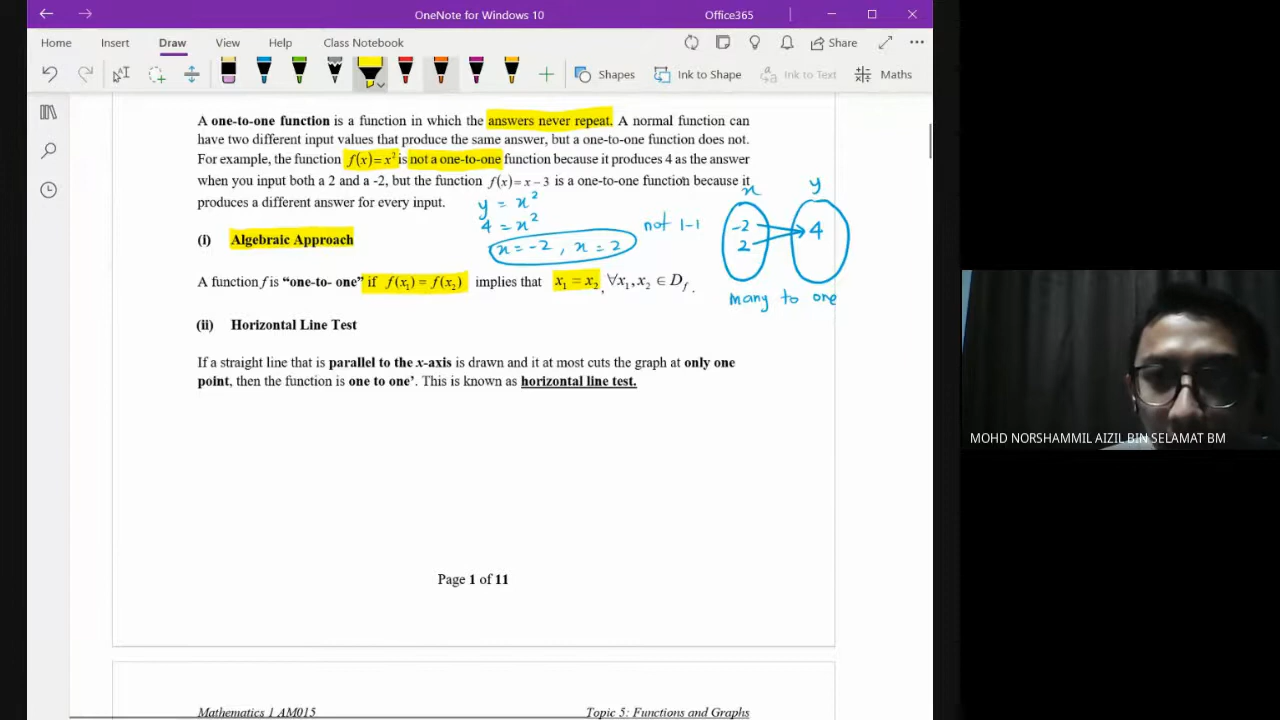 OneNote for Windows 10
Office365
Home Insert Draw View Help Class Notebook
Share
Shapes Ink to Shape Ink to Text Maths
A one-to-one function is a function in which the answers never repeat. A normal function can
have two different input values that produce the same answer, but a one-to-one function does not.
For example, the function f(x)=x² is not a one-to-one function because it produces 4 as the answer
when you input both a 2 and a -2, but the function f(x)=x−3 is a one-to-one function because it
produces a different answer for every input.
y = x²
4 = x²
x = -2 , x = 2
not 1-1
x y
-2 4
2
many to one
(i) Algebraic Approach
A function f is “one-to- one” if f(x₁) = f(x₂) implies that x₁ = x₂, ∀x₁, x₂ ∈ D_f.
(ii) Horizontal Line Test
If a straight line that is parallel to the x-axis is drawn and it at most cuts the graph at only one
point, then the function is one to one’. This is known as horizontal line test.
Page 1 of 11
Mathematics 1 AM015 Topic 5: Functions and Graphs
MOHD NORSHAMMIL AIZIL BIN SELAMAT BM